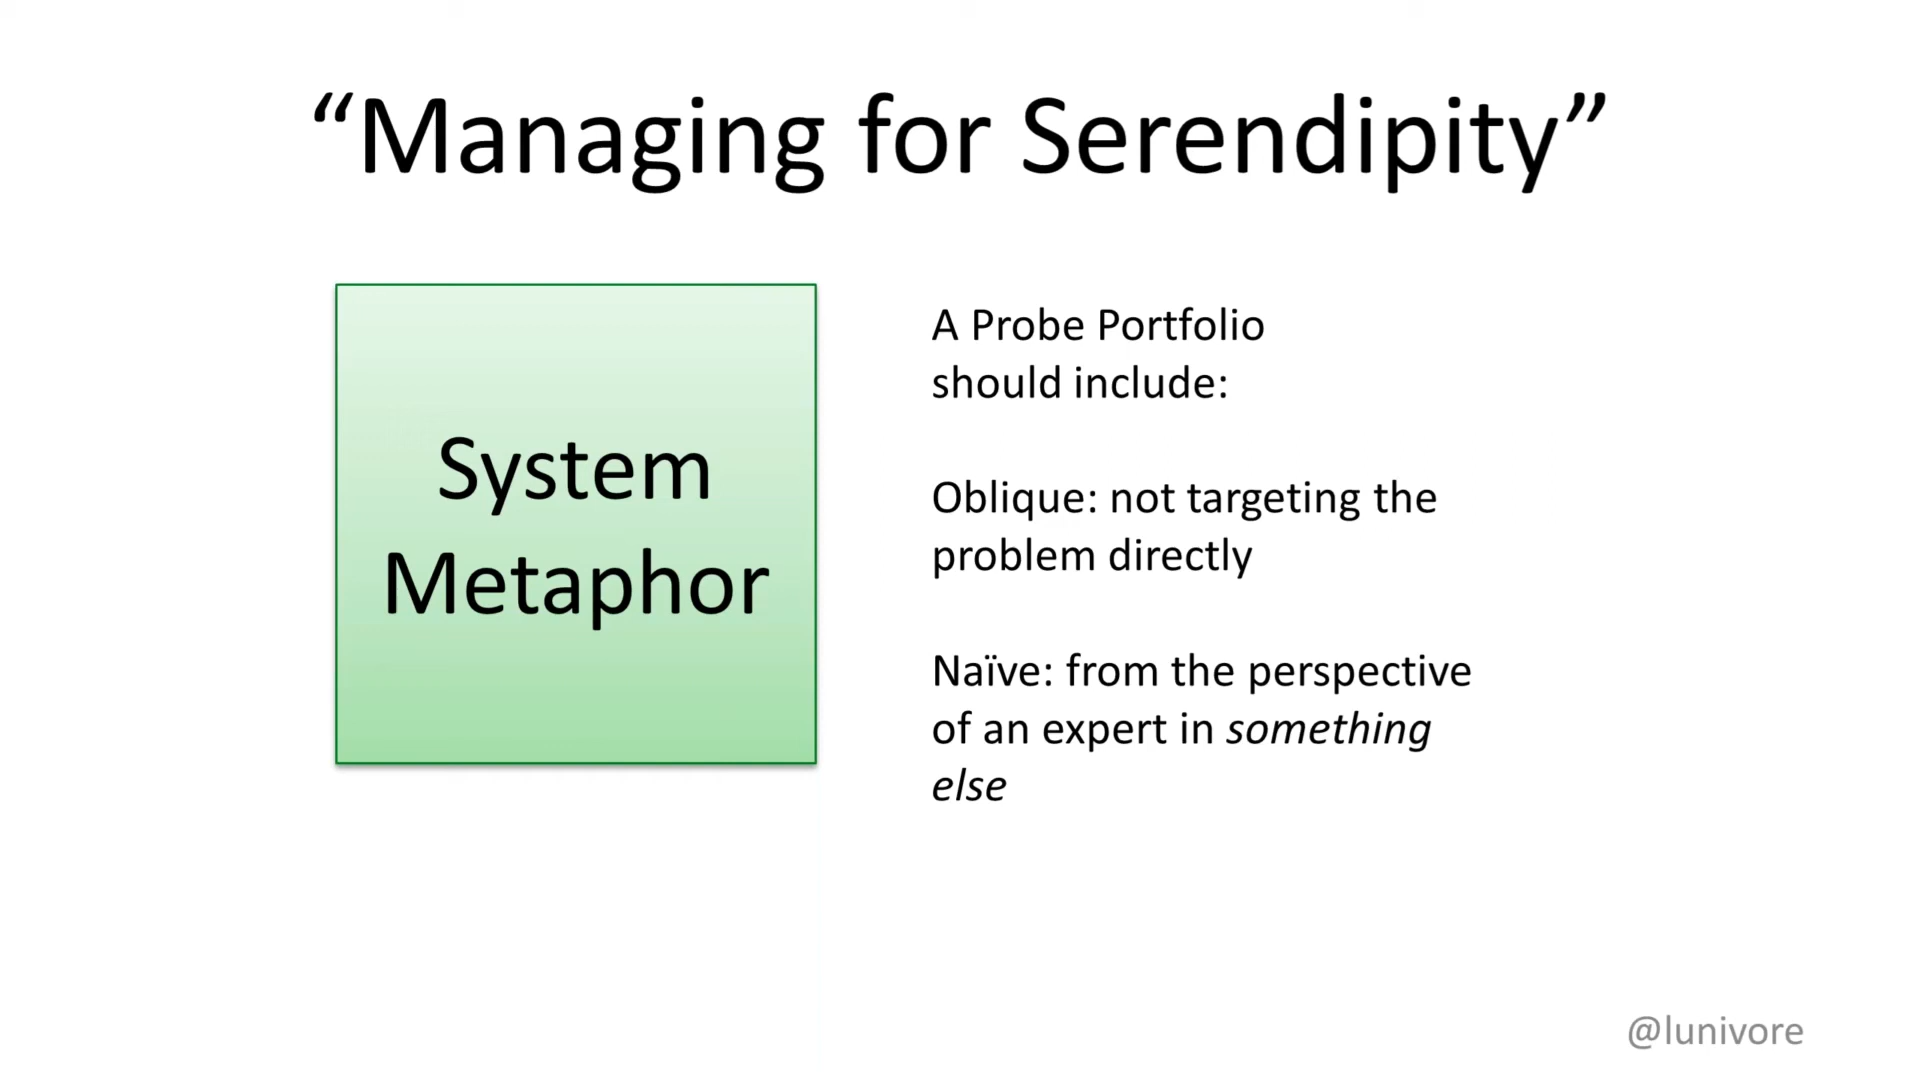 “Managing for Serendipity”
System
Metaphor
A Probe Portfolio
should include:
Oblique: not targeting the
problem directly
Naïve: from the perspective
of an expert in something
else
@lunivore